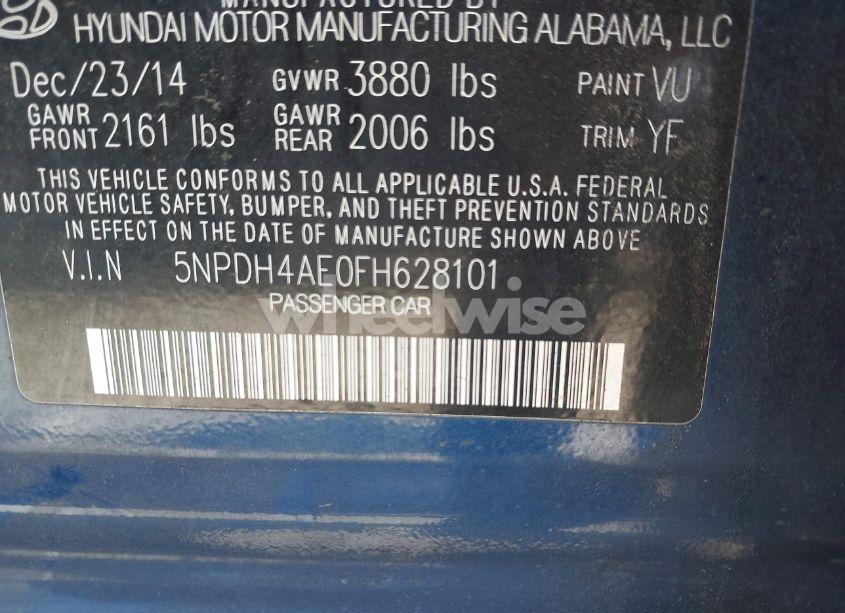 MANUFACTURED BY
HYUNDAI MOTOR MANUFACTURING ALABAMA, LLC
Dec/23/14 GVWR 3880 lbs PAINT VU
GAWR FRONT 2161 lbs GAWR REAR 2006 lbs TRIM YF
THIS VEHICLE CONFORMS TO ALL APPLICABLE U.S.A. FEDERAL
MOTOR VEHICLE SAFETY, BUMPER, AND THEFT PREVENTION STANDARDS
IN EFFECT ON THE DATE OF MANUFACTURE SHOWN ABOVE
V.I.N 5NPDH4AE0FH628101
PASSENGER CAR
wheelwise